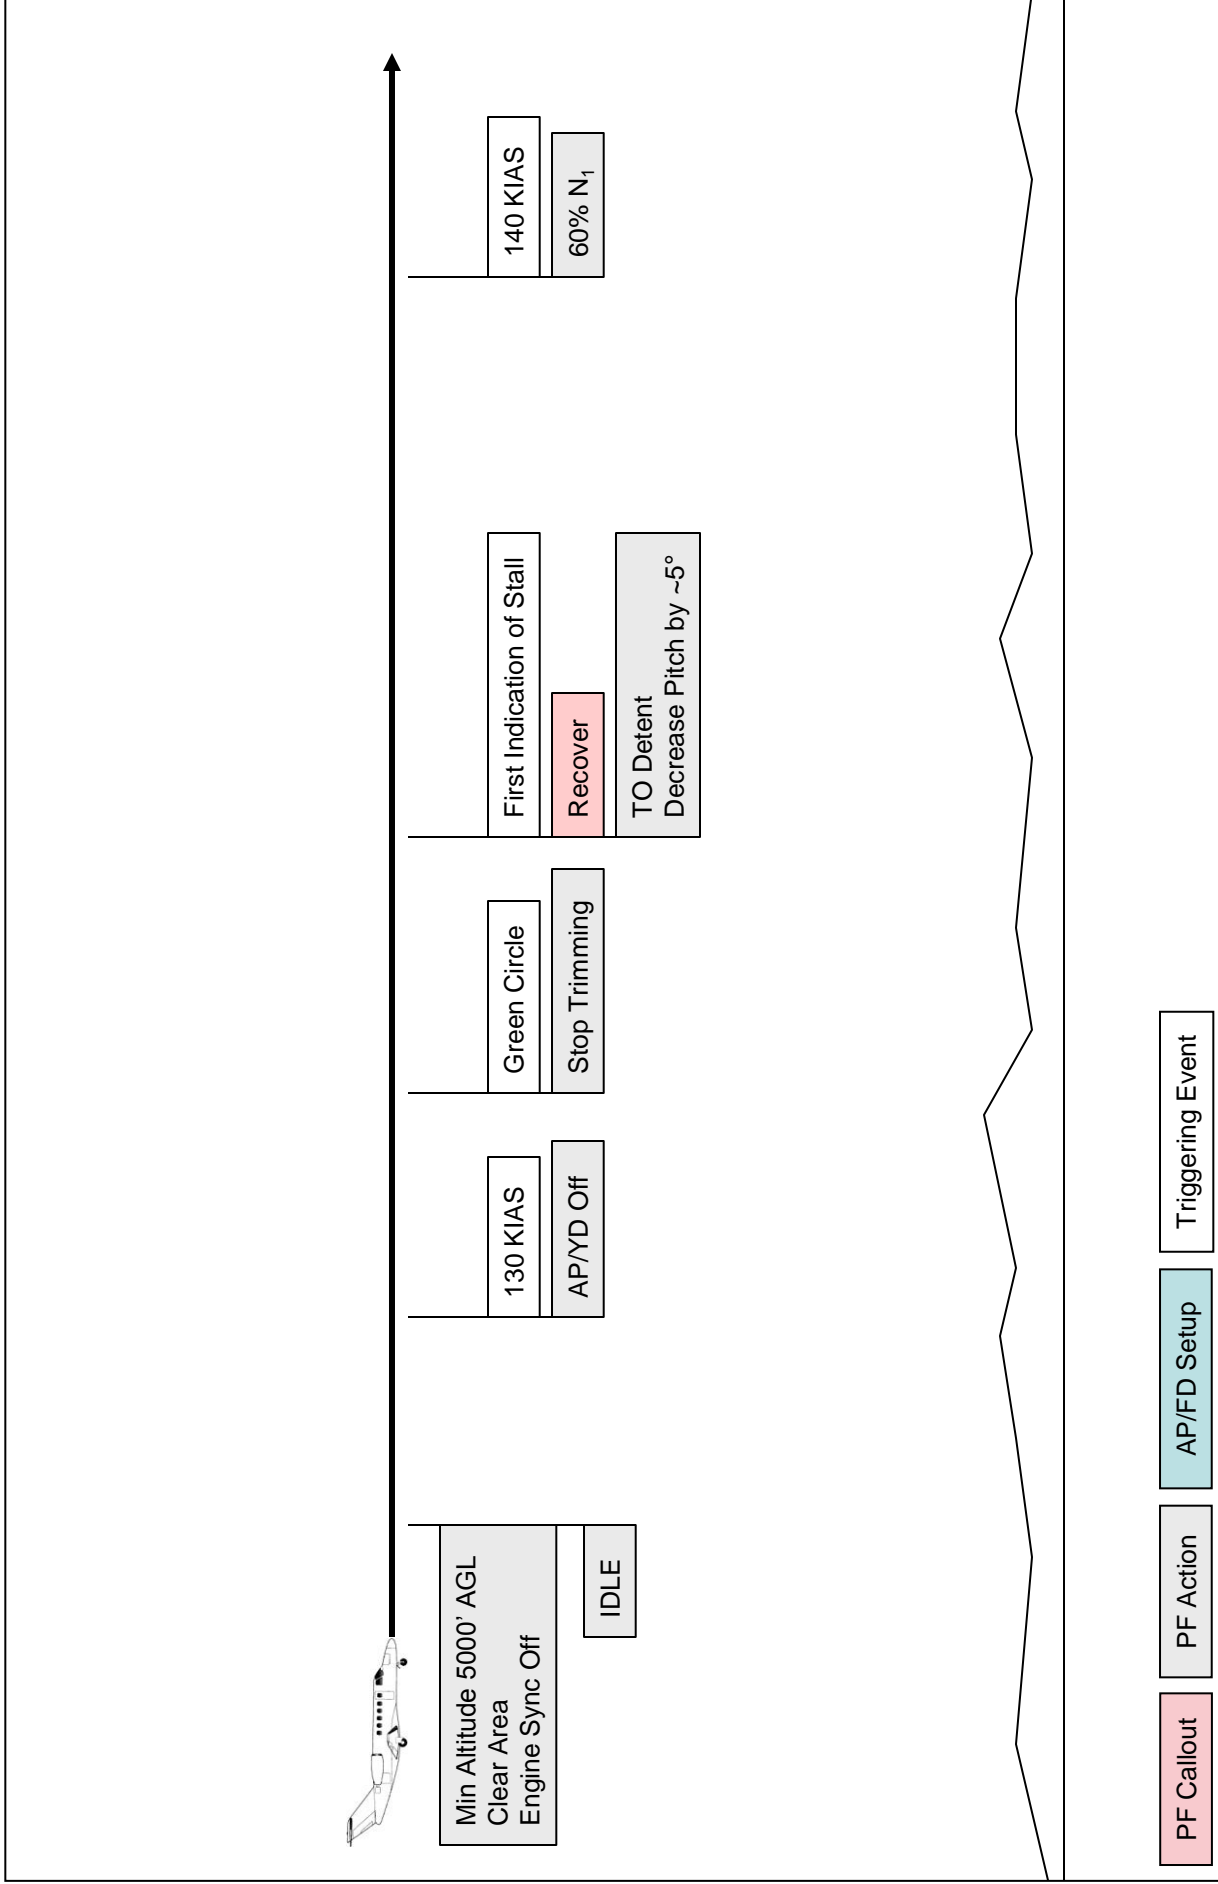 Min Altitude 5000’ AGL
Clear Area
Engine Sync Off
IDLE
130 KIAS
AP/YD Off
Green Circle
Stop Trimming
First Indication of Stall
Recover
TO Detent
Decrease Pitch by ~5°
140 KIAS
60% N₁
PF Callout
PF Action
AP/FD Setup
Triggering Event